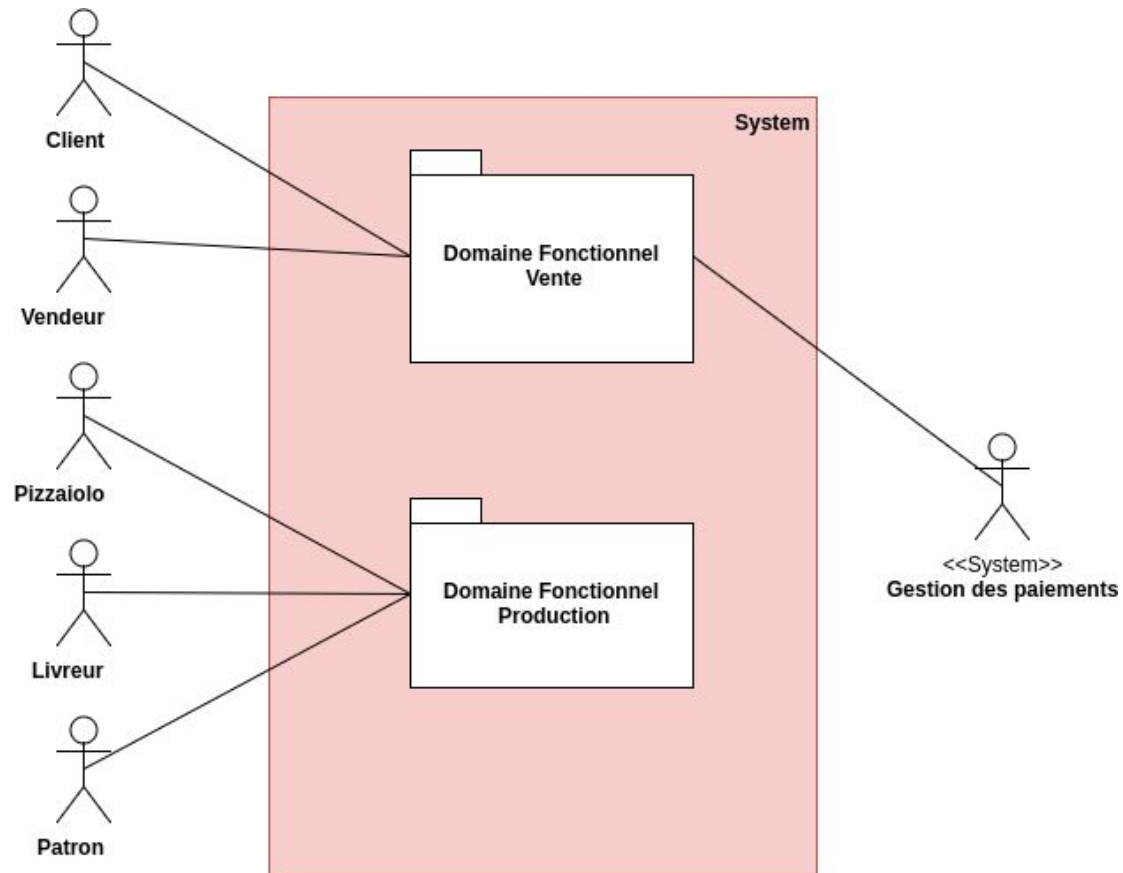 Client
System
Vendeur
Domaine Fonctionnel
Vente
Pizzaiolo
<<System>>
Gestion des paiements
Domaine Fonctionnel
Production
Livreur
Patron